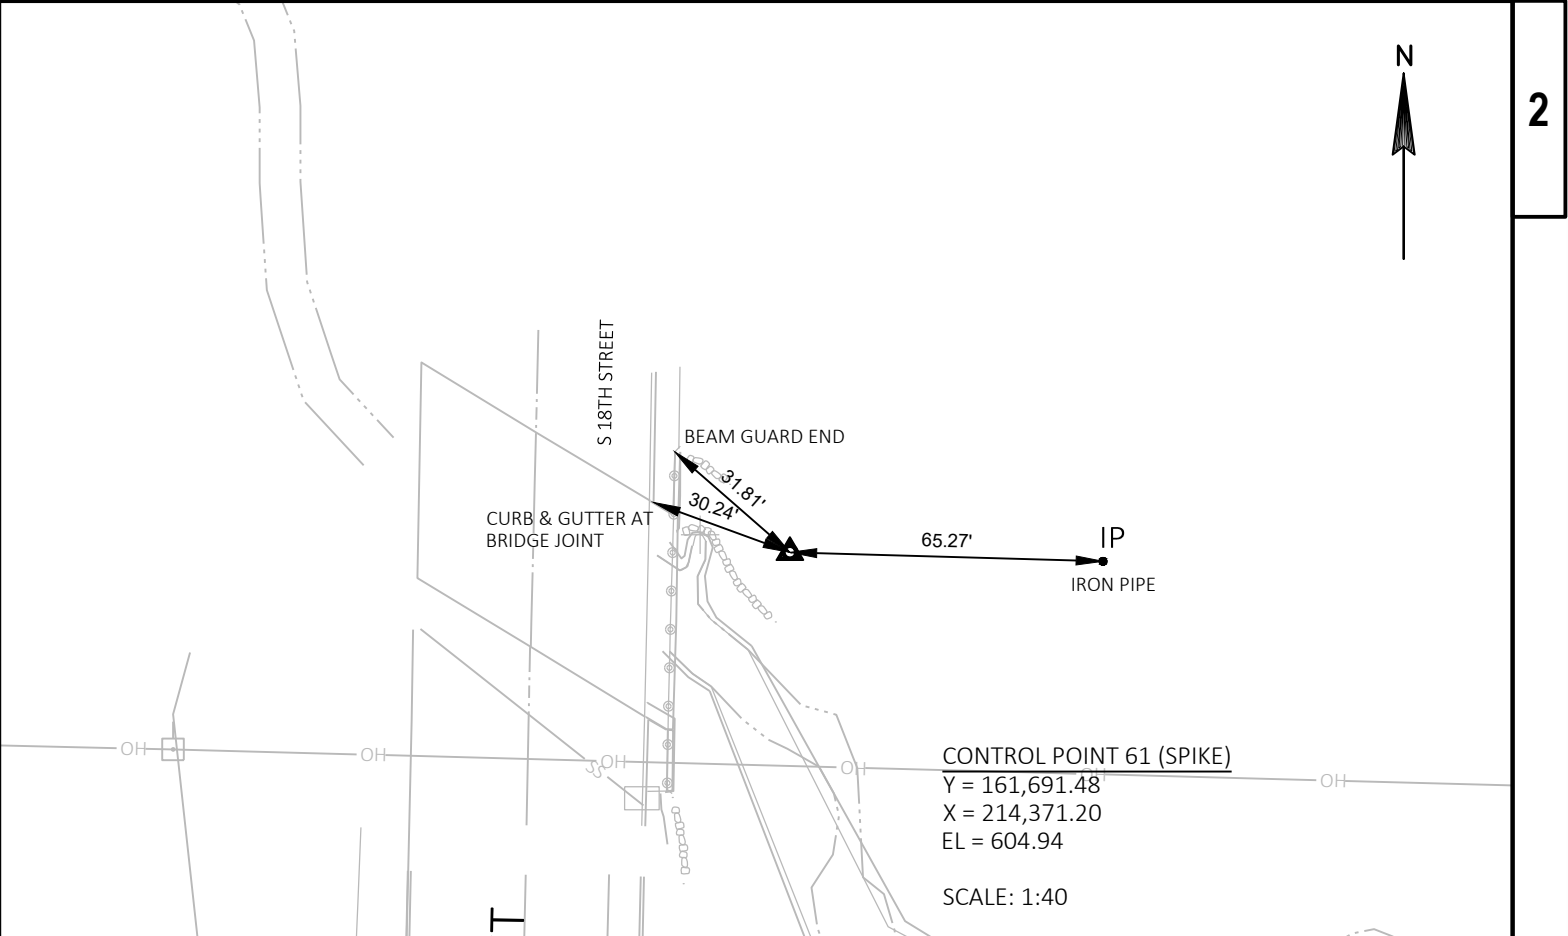 N
2
S 18TH STREET
BEAM GUARD END
31.81'
30.24'
CURB & GUTTER AT
BRIDGE JOINT
65.27'
IP
IRON PIPE
OH
OH
OH
OH
OH
OH
SS
CONTROL POINT 61 (SPIKE)
Y = 161,691.48
X = 214,371.20
EL = 604.94
SCALE: 1:40